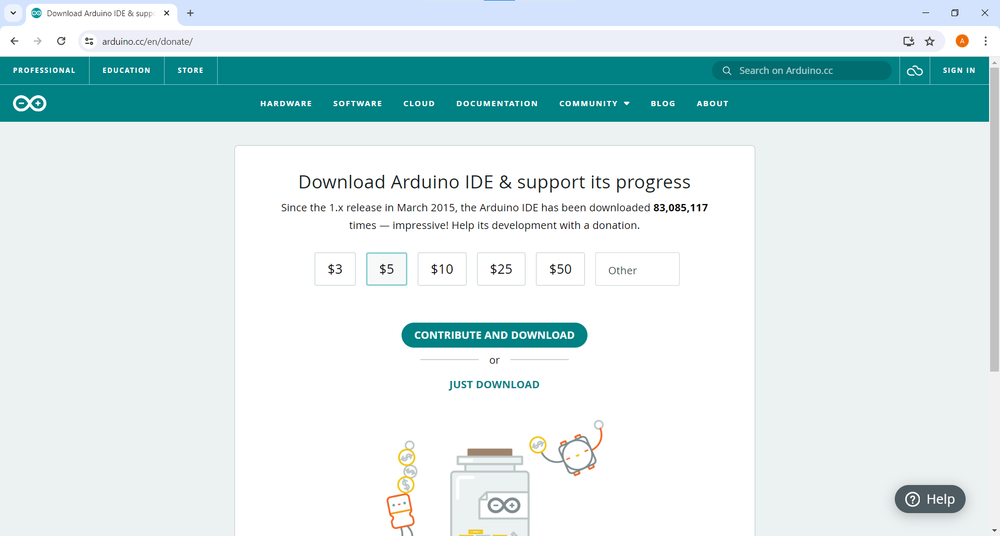 Download Arduino IDE & supp
arduino.cc/en/donate/
A
PROFESSIONAL
EDUCATION
STORE
Search on Arduino.cc
SIGN IN
HARDWARE
SOFTWARE
CLOUD
DOCUMENTATION
COMMUNITY
BLOG
ABOUT
Download Arduino IDE & support its progress
Since the 1.x release in March 2015, the Arduino IDE has been downloaded 83,085,117
times — impressive! Help its development with a donation.
$3
$5
$10
$25
$50
Other
CONTRIBUTE AND DOWNLOAD
or
JUST DOWNLOAD
$
$
$
$
? Help